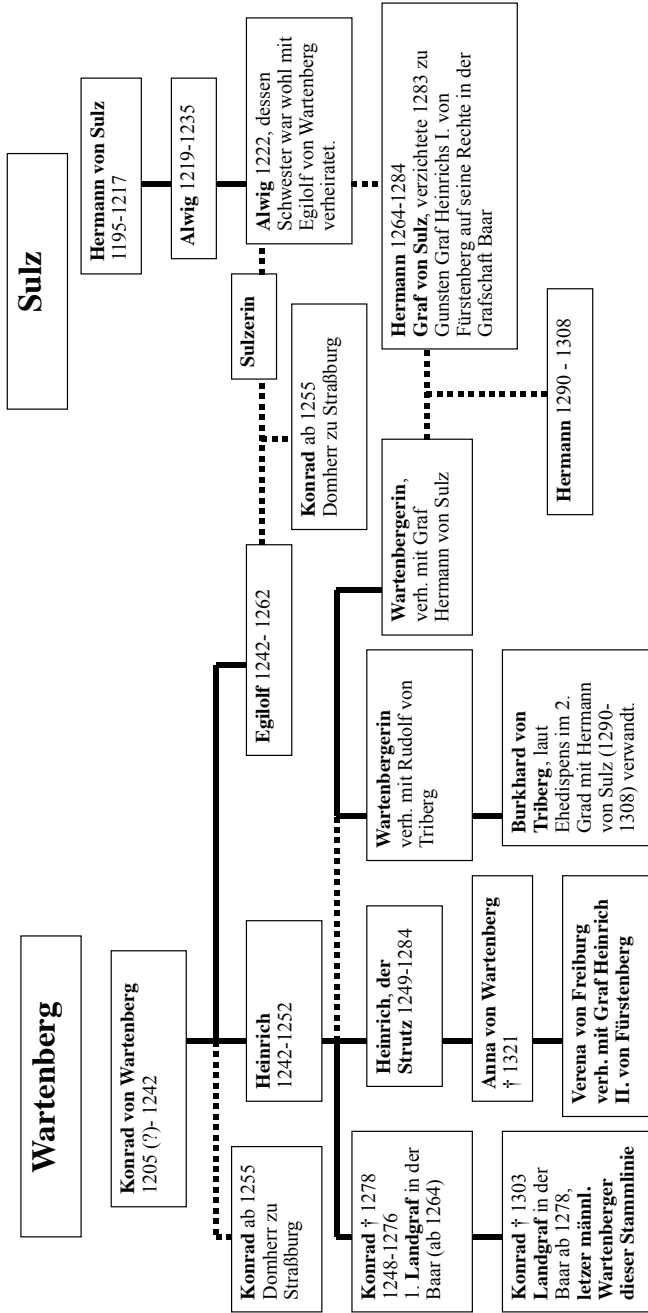 Wartenberg
Konrad von Wartenberg
1205 (?)- 1242
Konrad ab 1255
Domherr zu
Straßburg
Heinrich
1242-1252
Egilolf 1242- 1262
Konrad † 1278
1248-1276
1. Landgraf in der
Baar (ab 1264)
Heinrich, der
Strutz 1249-1284
Wartenbergerin
verh. mit Rudolf von
Triberg
Wartenbergerin,
verh. mit Graf
Hermann von Sulz
Konrad † 1303
Landgraf in der
Baar ab 1278,
letzer männl.
Wartenberger
dieser Stammlinie
Anna von Wartenberg
† 1321
Verena von Freiburg
verh. mit Graf Heinrich
II. von Fürstenberg
Burkhard von
Triberg, laut
Ehedispens im 2.
Grad mit Hermann
von Sulz (1290-
1308) verwandt.
Sulz
Hermann von Sulz
1195-1217
Alwig 1219-1235
Sulzerin
Alwig 1222, dessen
Schwester war wohl mit
Egilolf von Wartenberg
verheiratet.
Konrad ab 1255
Domherr zu Straßburg
Hermann 1264-1284
Graf von Sulz, verzichtete 1283 zu
Gunsten Graf Heinrichs I. von
Fürstenberg auf seine Rechte in der
Grafschaft Baar
Hermann 1290 - 1308